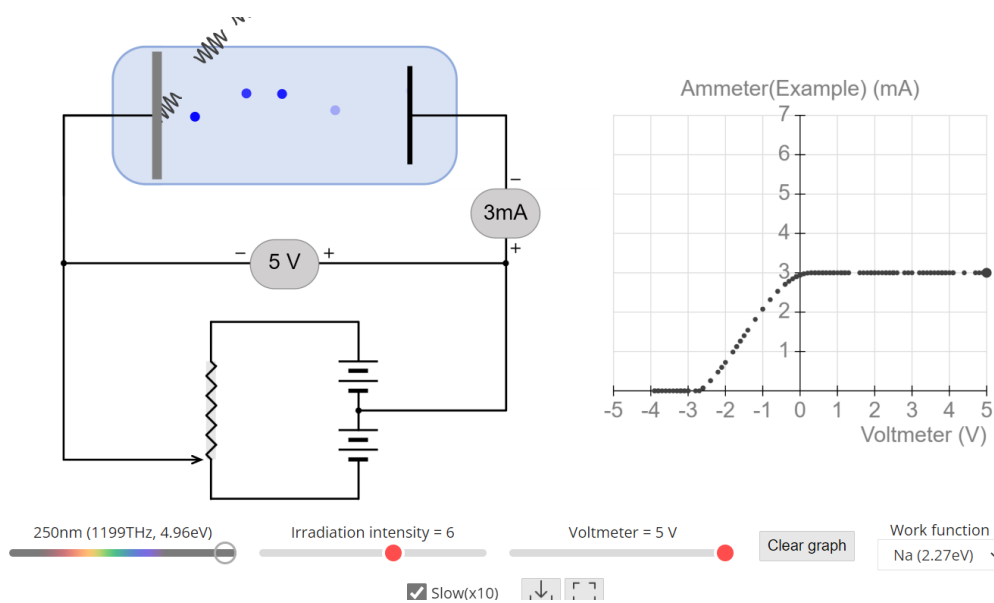 Ammeter(Example) (mA)
7
6
5
4
3
2
1
-5 -4 -3 -2 -1 0 1 2 3 4 5
Voltmeter (V)
−
3mA
+
− 5 V +
250nm (1199THz, 4.96eV)
Irradiation intensity = 6
Voltmeter = 5 V
Clear graph
Work function
Na (2.27eV)
Slow(x10)